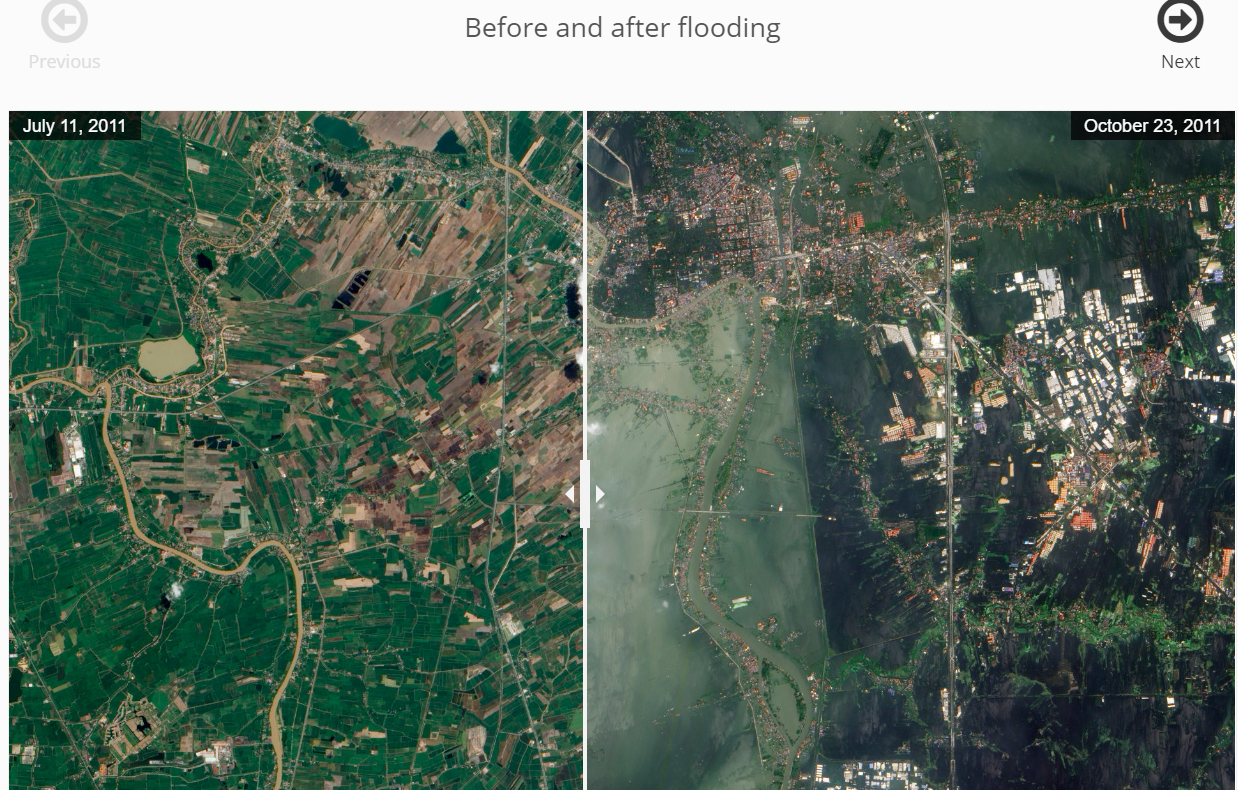 Before and after flooding
Previous
Next
July 11, 2011
October 23, 2011